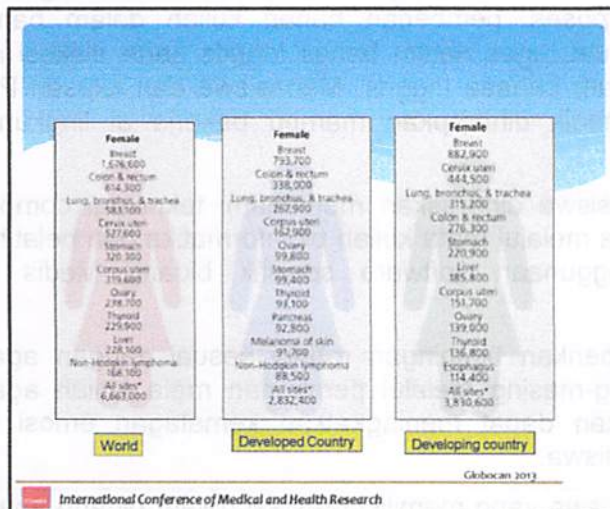 Female
Breast
1,676,600
Colon & rectum
614,300
Lung, bronchus, & trachea
583,100
Cervix uteri
527,600
Stomach
320,300
Corpus uteri
319,600
Ovary
238,700
Thyroid
229,900
Liver
228,100
Non-Hodgkin lymphoma
168,100
All sites*
6,663,000
World
Female
Breast
793,700
Colon & rectum
338,000
Lung, bronchus, & trachea
267,900
Corpus uteri
167,900
Ovary
99,800
Stomach
99,400
Thyroid
93,100
Pancreas
92,800
Melanoma of skin
91,700
Non-Hodgkin lymphoma
88,500
All sites*
2,832,400
Developed Country
Female
Breast
882,900
Cervix uteri
444,500
Lung, bronchus, & trachea
315,200
Colon & rectum
276,300
Stomach
220,900
Liver
185,800
Corpus uteri
151,700
Ovary
139,000
Thyroid
136,800
Esophagus
114,400
All sites*
3,830,600
Developing country
Globocan 2013
International Conference of Medical and Health Research